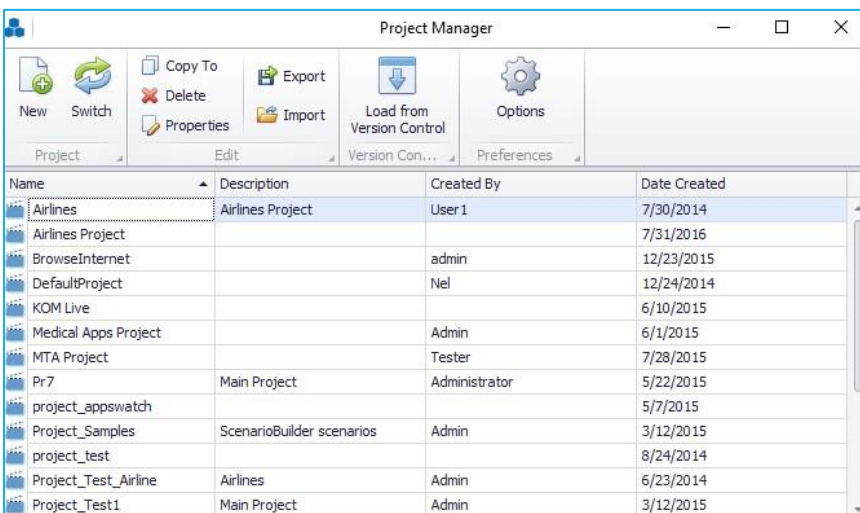 Project Manager
New
Switch
Copy To
Delete
Properties
Export
Import
Load from
Version Control
Options
Project
Edit
Version Con...
Preferences
Name Description Created By Date Created
Airlines Airlines Project User1 7/30/2014
Airlines Project 7/31/2016
BrowseInternet admin 12/23/2015
DefaultProject Nel 12/24/2014
KOM Live 6/10/2015
Medical Apps Project Admin 6/1/2015
MTA Project Tester 7/28/2015
Pr7 Main Project Administrator 5/22/2015
project_appswatch 5/7/2015
Project_Samples ScenarioBuilder scenarios Admin 3/12/2015
project_test 8/24/2014
Project_Test_Airline Airlines Admin 6/23/2014
Project_Test1 Main Project Admin 3/12/2015